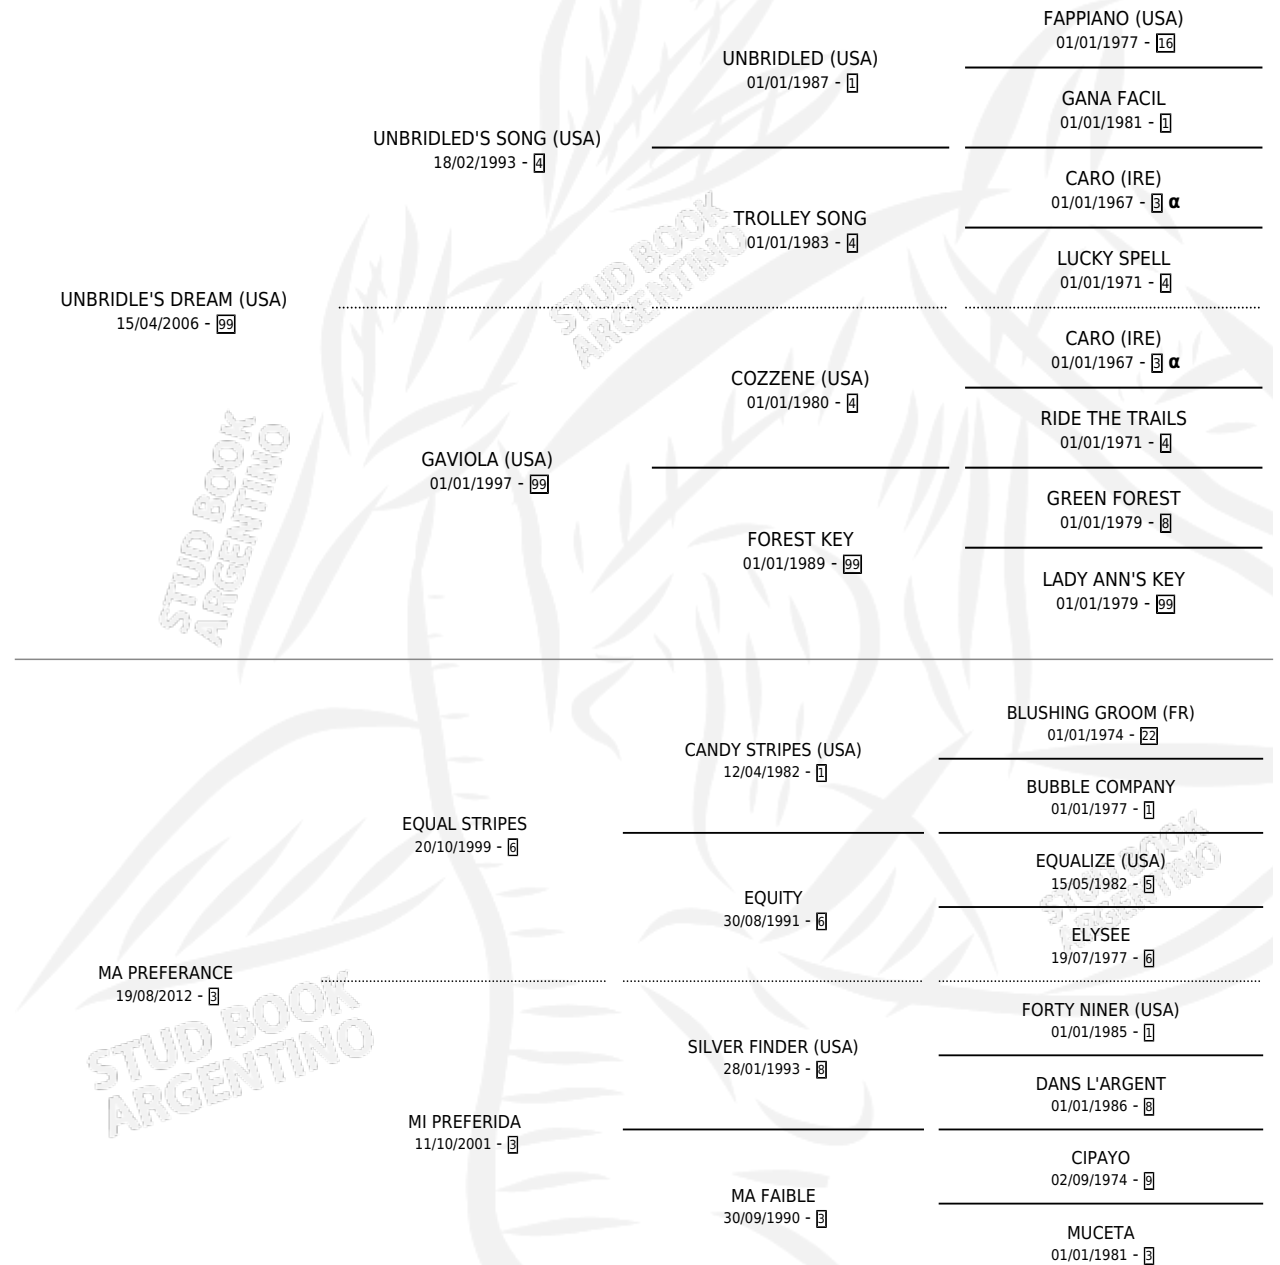 FAPPIANO (USA)
01/01/1977 - 16
UNBRIDLED (USA)
01/01/1987 - 1
GANA FACIL
01/01/1981 - 1
UNBRIDLED'S SONG (USA)
18/02/1993 - 4
CARO (IRE)
01/01/1967 - 3 α
TROLLEY SONG
01/01/1983 - 4
LUCKY SPELL
01/01/1971 - 4
UNBRIDLE'S DREAM (USA)
15/04/2006 - 99
CARO (IRE)
01/01/1967 - 3 α
COZZENE (USA)
01/01/1980 - 4
RIDE THE TRAILS
01/01/1971 - 4
GAVIOLA (USA)
01/01/1997 - 99
GREEN FOREST
01/01/1979 - 8
FOREST KEY
01/01/1989 - 99
LADY ANN'S KEY
01/01/1979 - 99
BLUSHING GROOM (FR)
01/01/1974 - 22
CANDY STRIPES (USA)
12/04/1982 - 1
BUBBLE COMPANY
01/01/1977 - 1
EQUAL STRIPES
20/10/1999 - 6
EQUALIZE (USA)
15/05/1982 - 5
EQUITY
30/08/1991 - 6
ELYSEE
19/07/1977 - 6
MA PREFERANCE
19/08/2012 - 3
FORTY NINER (USA)
01/01/1985 - 1
SILVER FINDER (USA)
28/01/1993 - 8
DANS L'ARGENT
01/01/1986 - 8
MI PREFERIDA
11/10/2001 - 3
CIPAYO
02/09/1974 - 9
MA FAIBLE
30/09/1990 - 3
MUCETA
01/01/1981 - 3
STUD BOOK
ARGENTINO
STUD BOOK
ARGENTINO
STUD BOOK
ARGENTINO
STUD BOOK
ARGENTINO